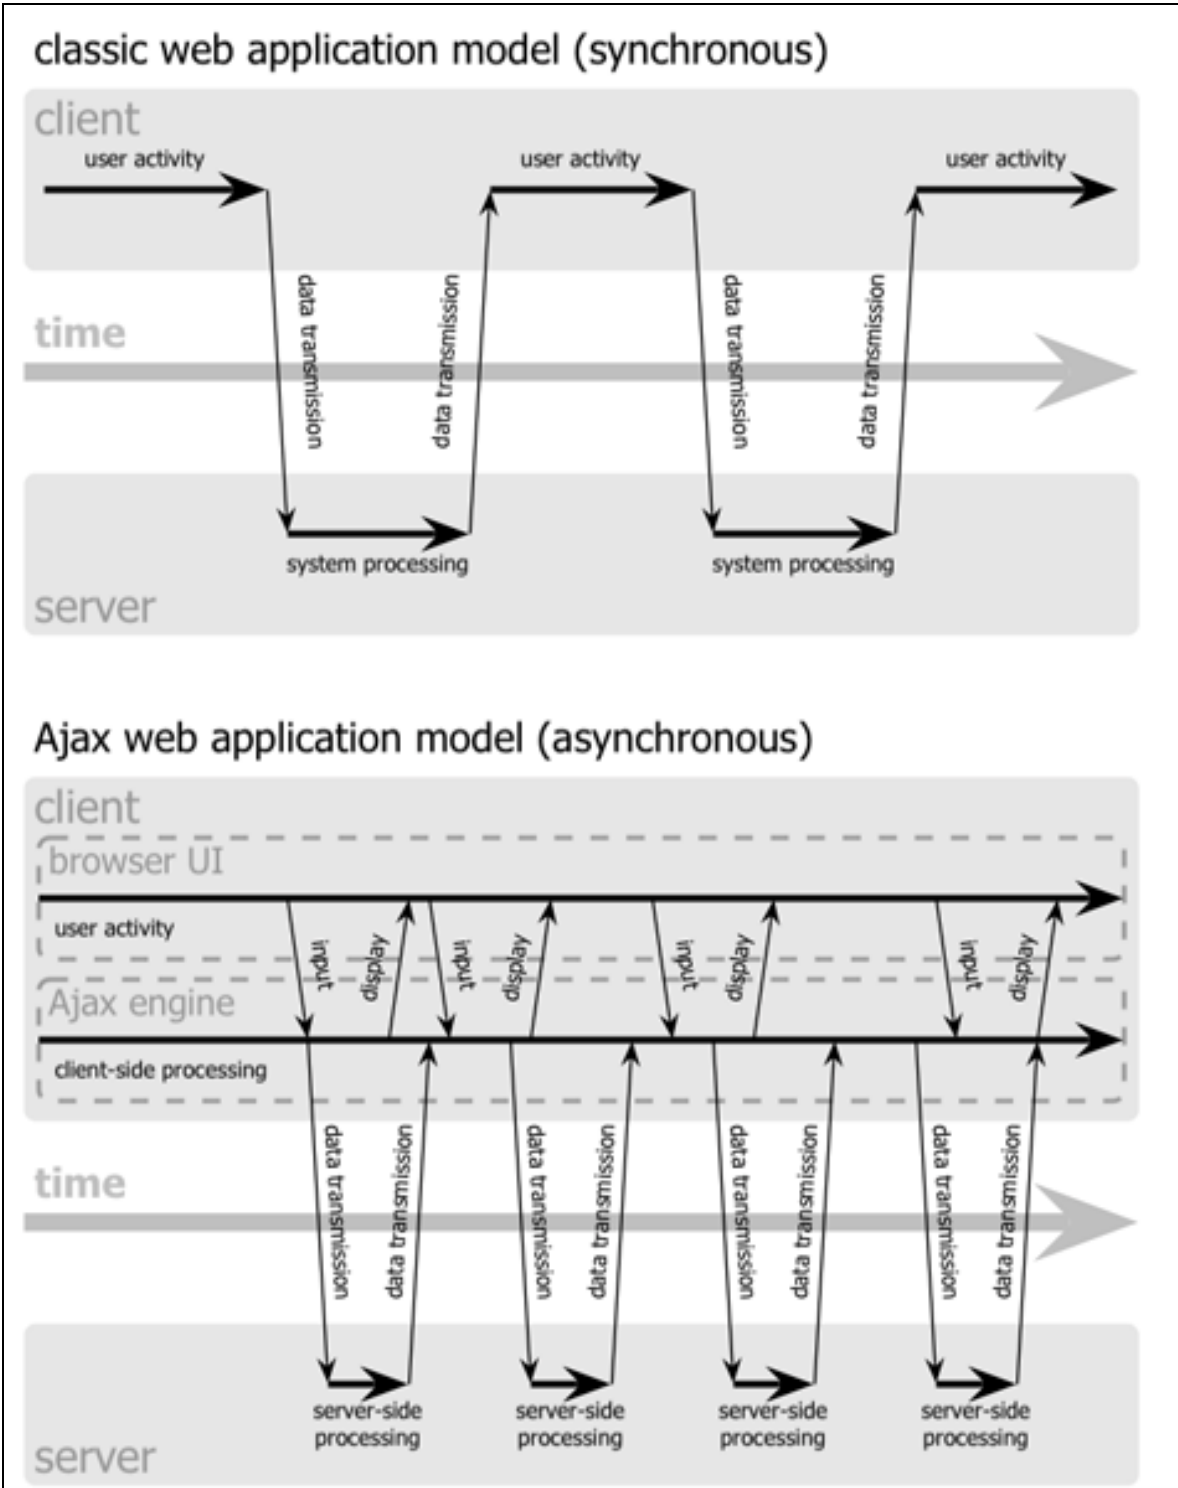 classic web application model (synchronous)
client
user activity
user activity
user activity
data transmission
data transmission
data transmission
data transmission
time
system processing
system processing
server
Ajax web application model (asynchronous)
client
browser UI
user activity
input
display
input
display
input
display
input
display
Ajax engine
client-side processing
data transmission
data transmission
data transmission
data transmission
data transmission
data transmission
data transmission
data transmission
time
server-side
processing
server-side
processing
server-side
processing
server-side
processing
server